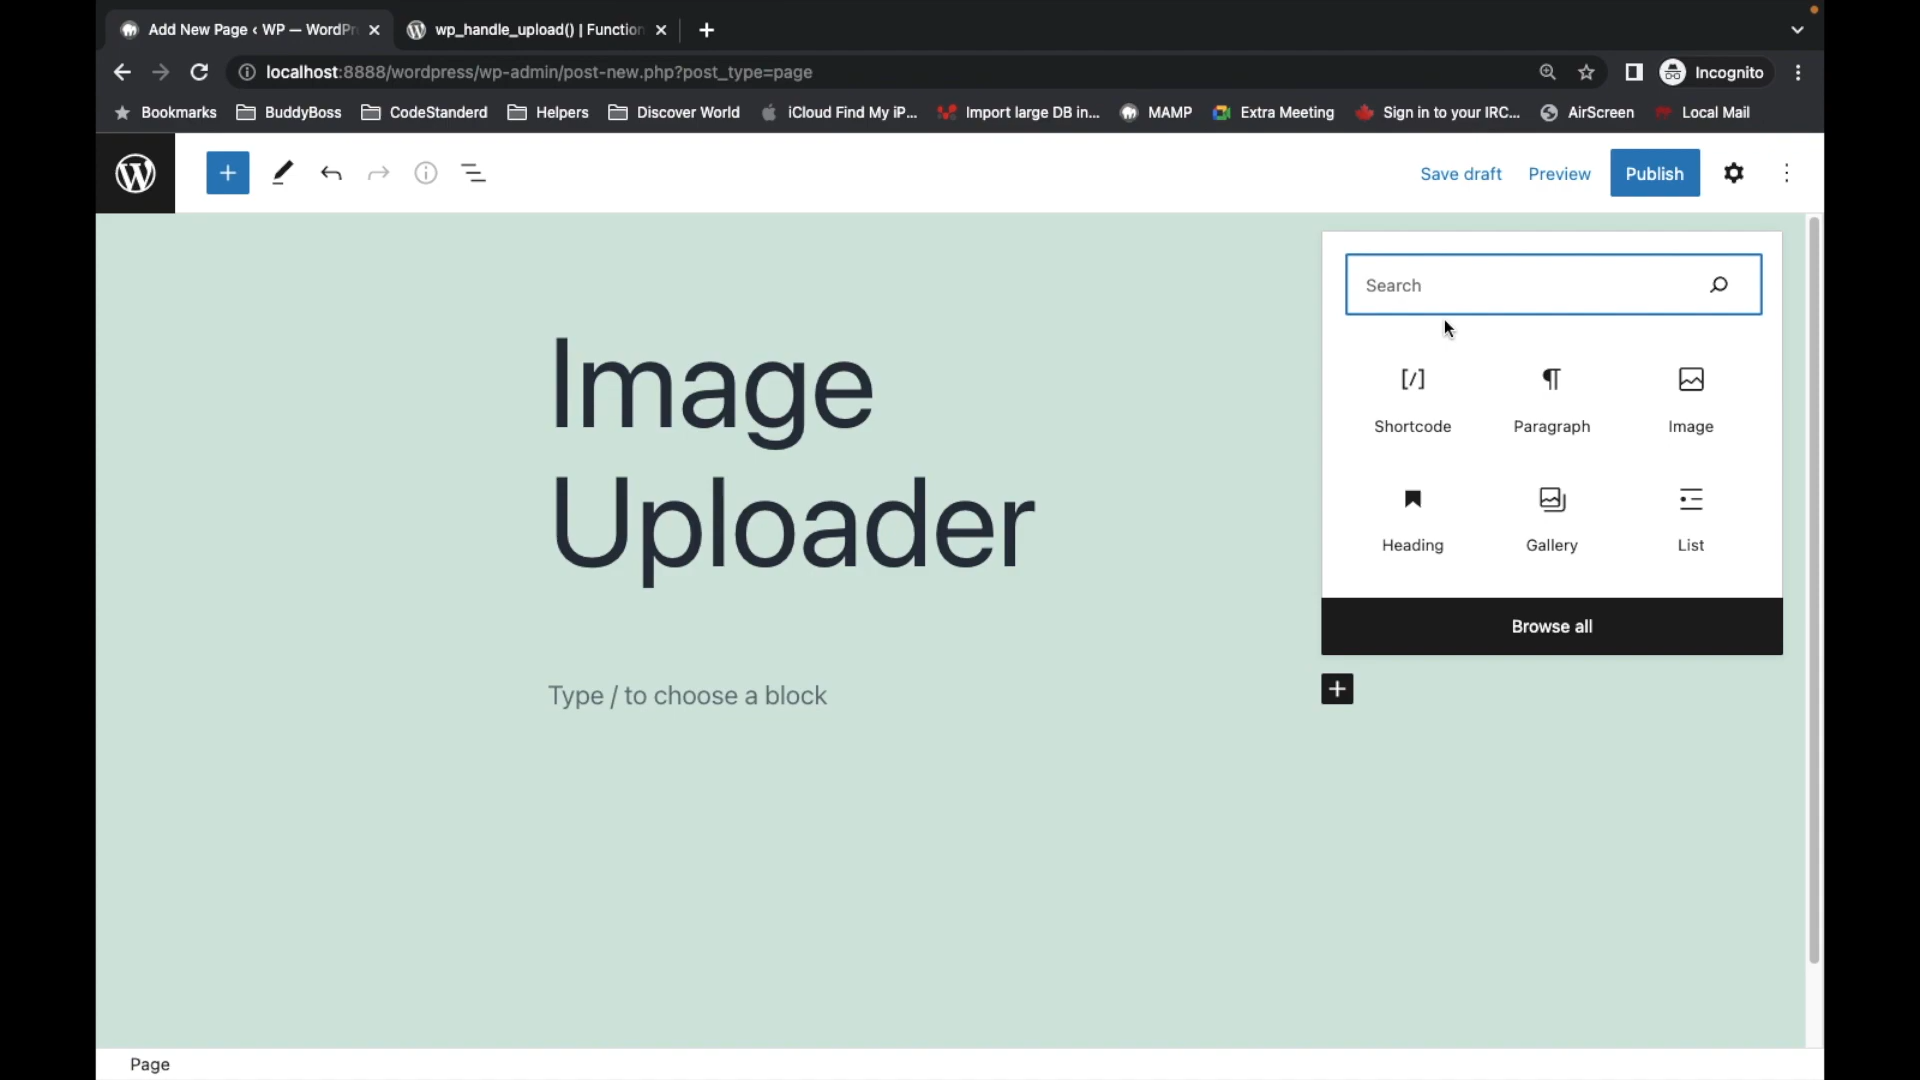 Add New Page ‹ WP — WordPr
wp_handle_upload() | Function
localhost:8888/wordpress/wp-admin/post-new.php?post_type=page
Incognito
Bookmarks
BuddyBoss
CodeStanderd
Helpers
Discover World
iCloud Find My iP...
Import large DB in...
MAMP
Extra Meeting
Sign in to your IRC...
AirScreen
Local Mail
Save draft
Preview
Publish
Search
Image
Uploader
Shortcode
Paragraph
Image
Heading
Gallery
List
Browse all
Type / to choose a block
Page